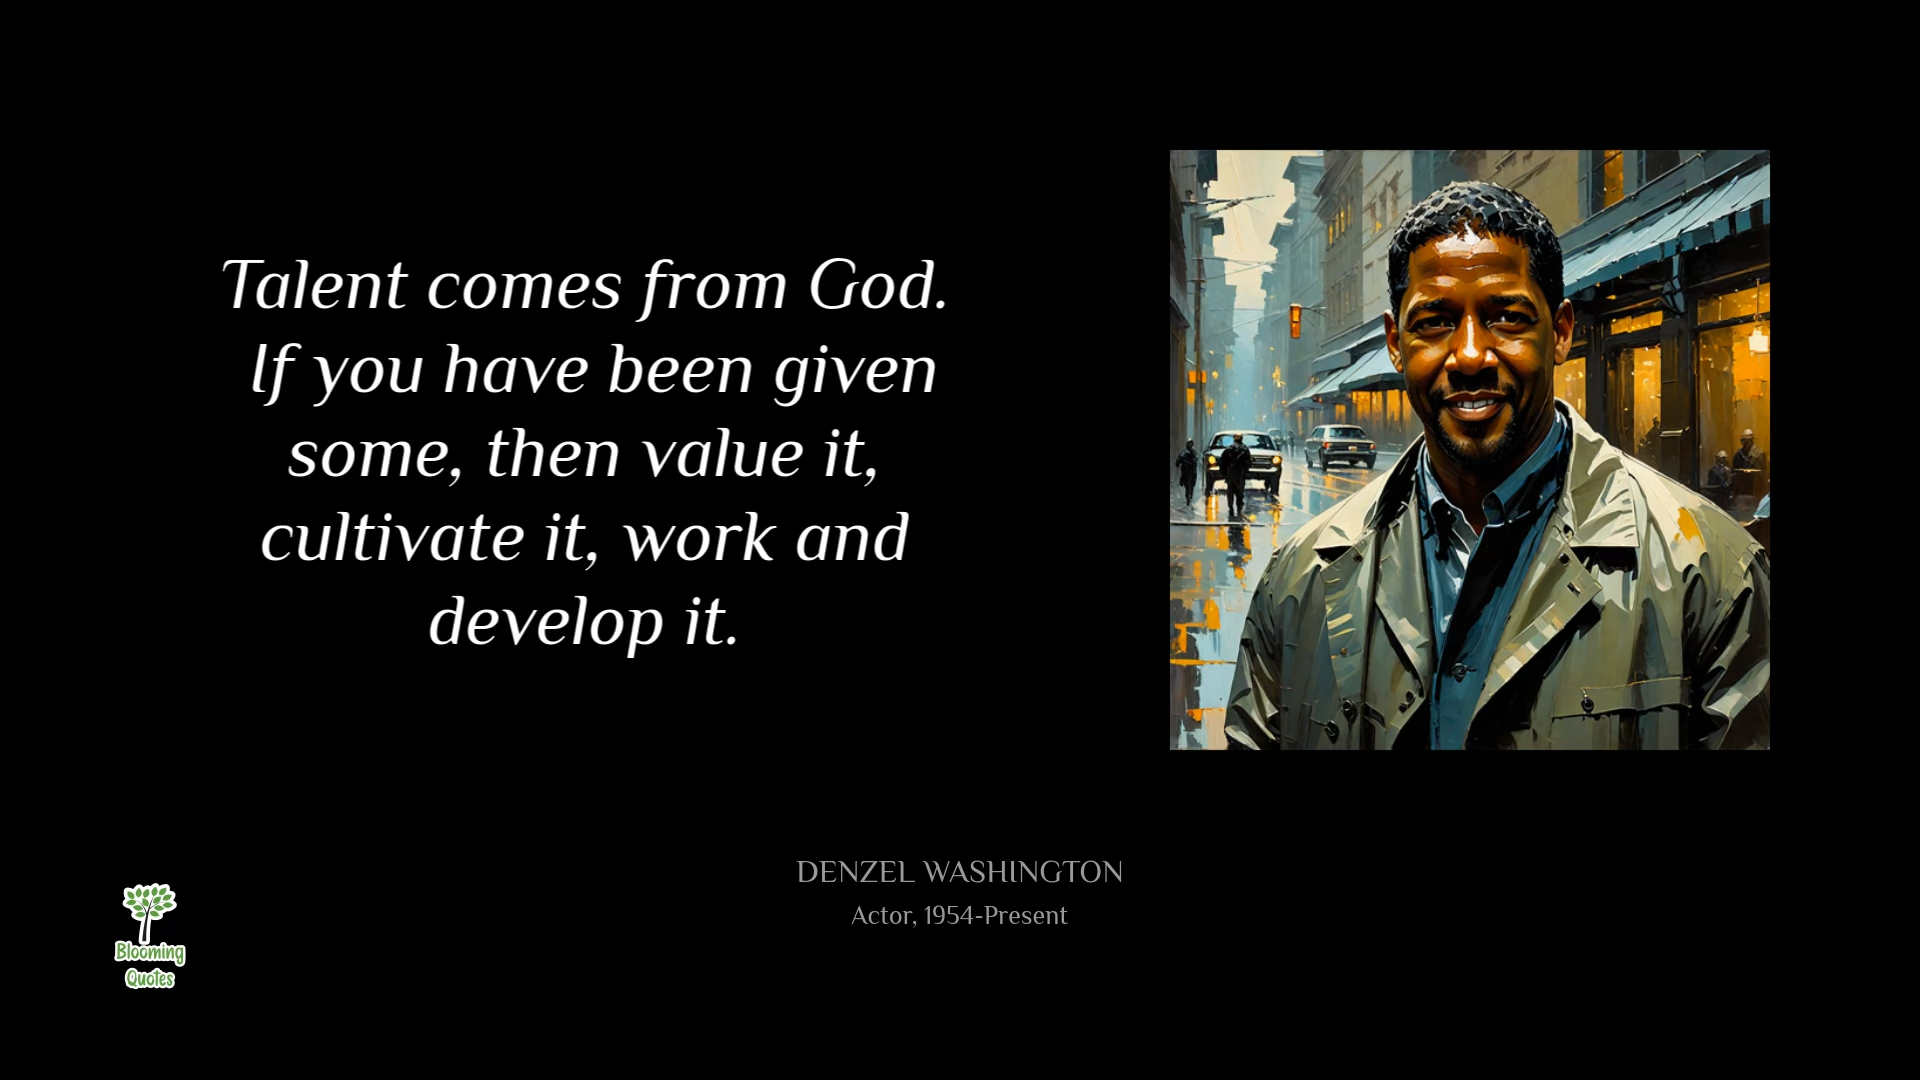 Talent comes from God.
If you have been given
some, then value it,
cultivate it, work and
develop it.
DENZEL WASHINGTON
Actor, 1954-Present
Blooming
Quotes